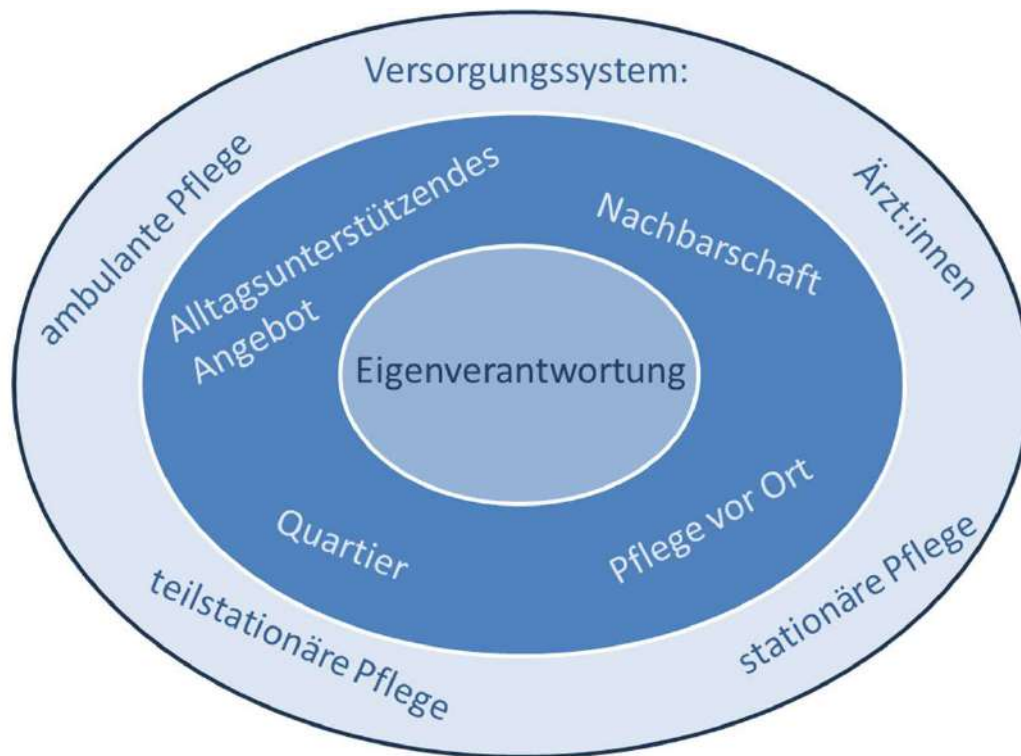 Versorgungssystem:
ambulante Pflege
Ärzt:innen
Alltagsunterstützendes
Angebot
Nachbarschaft
Eigenverantwortung
Quartier
Pflege vor Ort
teilstationäre Pflege
stationäre Pflege